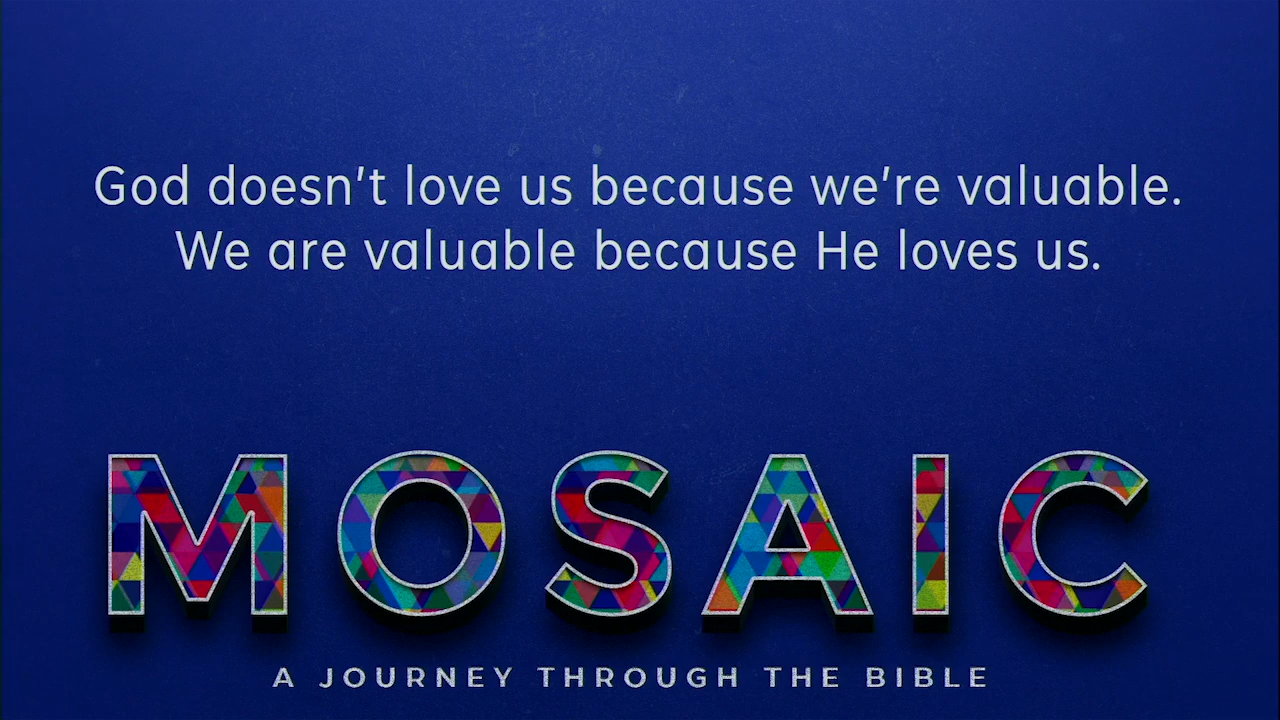 God doesn't love us because we're valuable.
We are valuable because He loves us.
MOSAIC
A JOURNEY THROUGH THE BIBLE